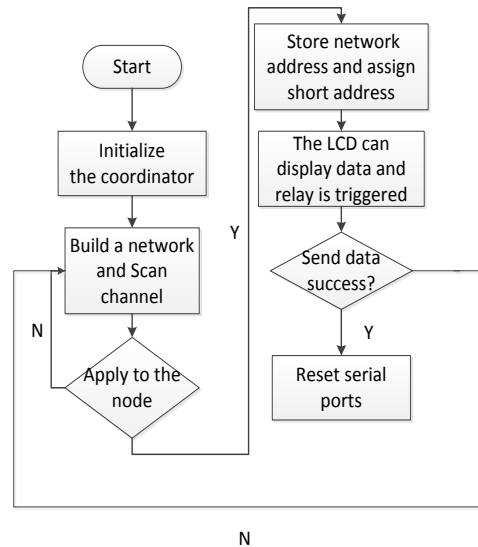 Start
Initialize
the coordinator
Build a network
and Scan
channel
N
Apply to the
node
Y
Store network
address and assign
short address
The LCD can
display data and
relay is triggered
Send data
success?
Y
Reset serial
ports
N